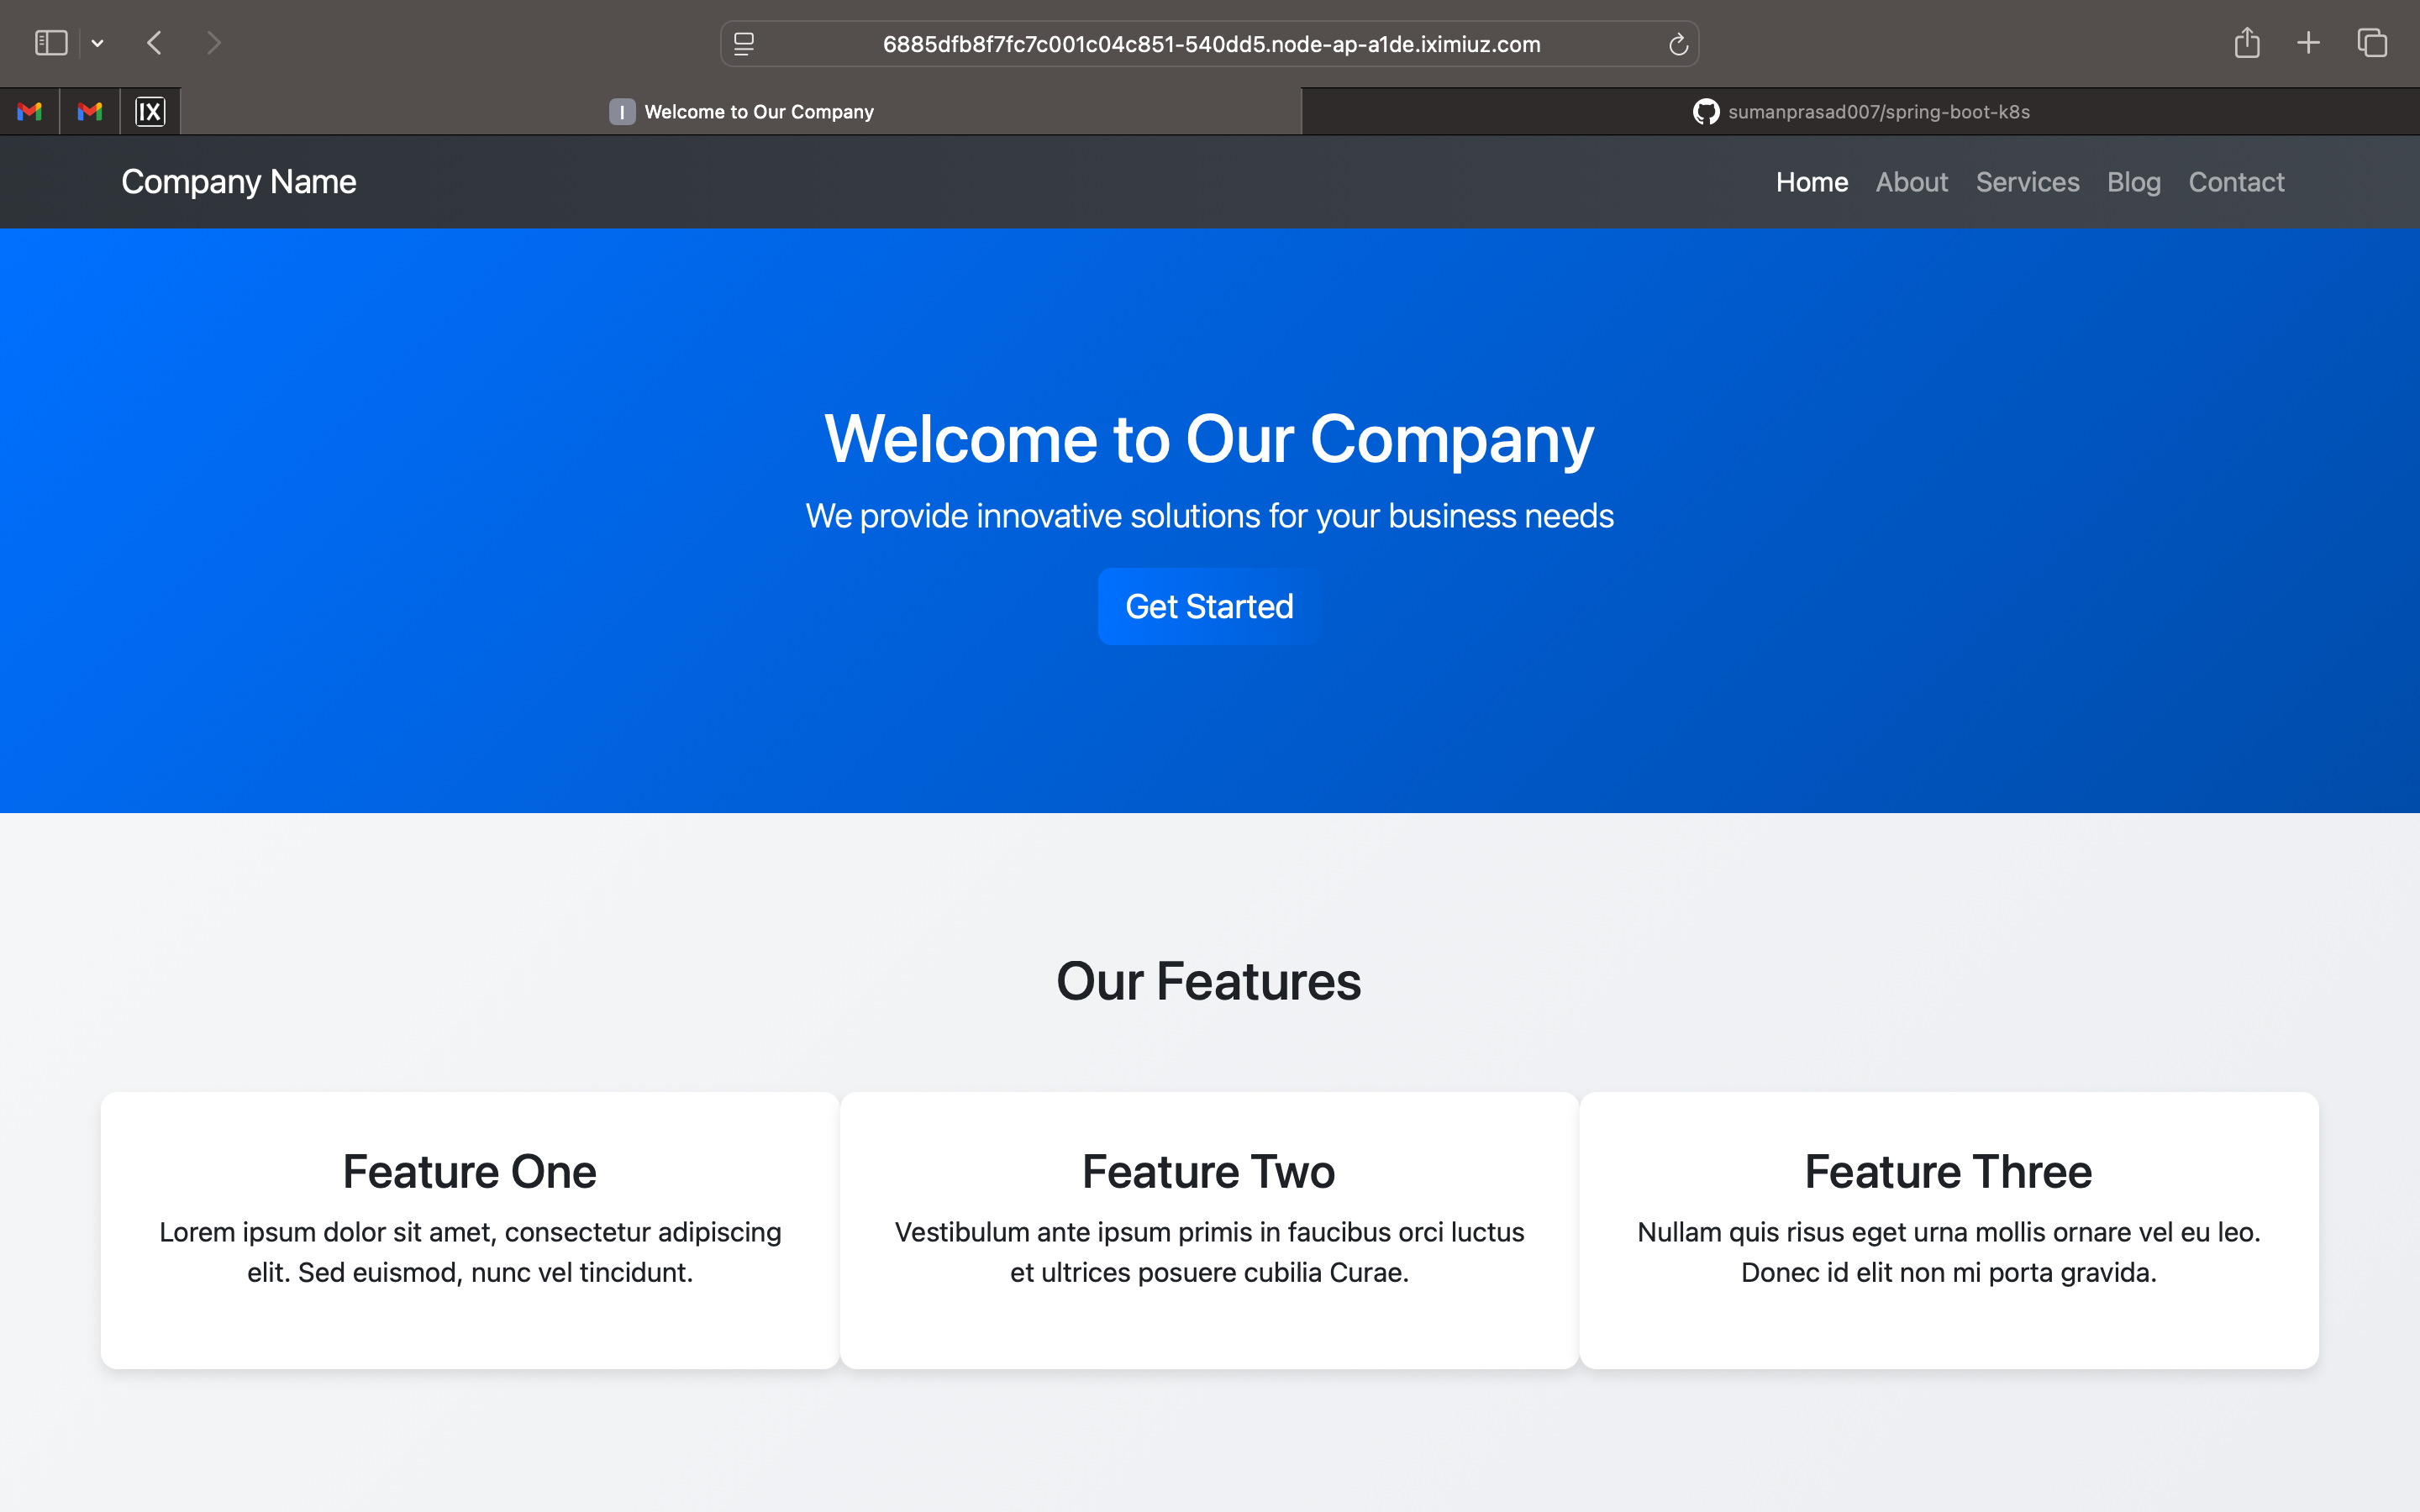 6885dfb8f7fc7c001c04c851-540dd5.node-ap-a1de.iximiuz.com
IX
I Welcome to Our Company
sumanprasad007/spring-boot-k8s
Company Name
Home About Services Blog Contact
Welcome to Our Company
We provide innovative solutions for your business needs
Get Started
Our Features
Feature One
Lorem ipsum dolor sit amet, consectetur adipiscing
elit. Sed euismod, nunc vel tincidunt.
Feature Two
Vestibulum ante ipsum primis in faucibus orci luctus
et ultrices posuere cubilia Curae.
Feature Three
Nullam quis risus eget urna mollis ornare vel eu leo.
Donec id elit non mi porta gravida.